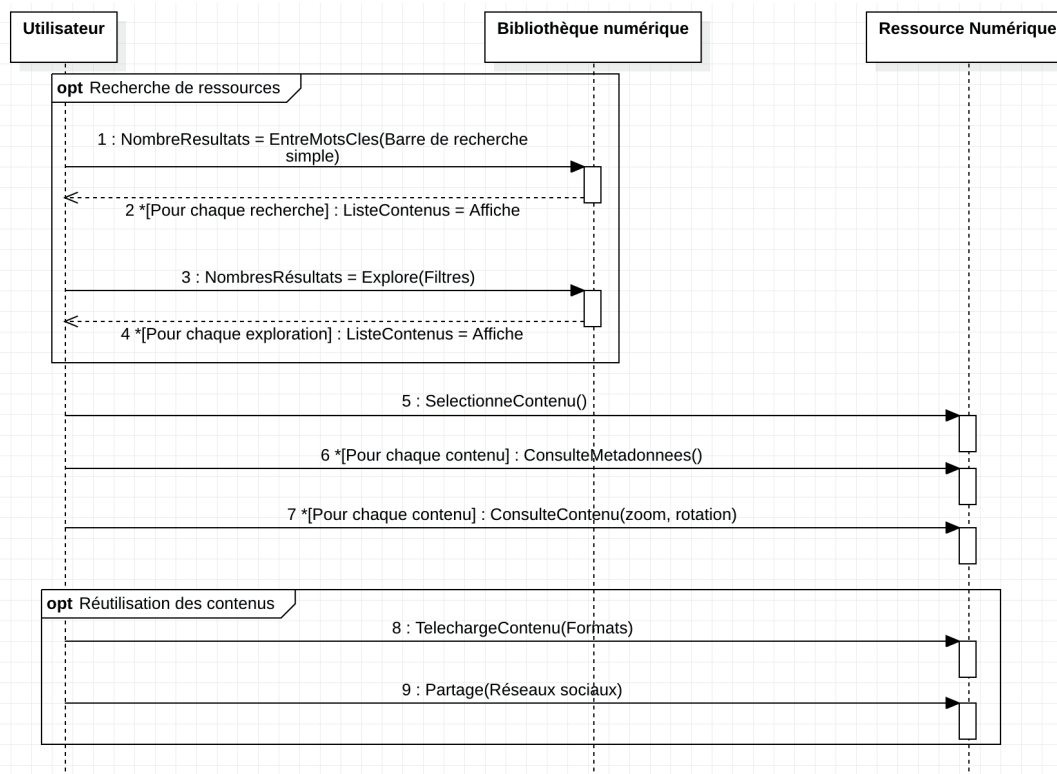 Utilisateur
Bibliothèque numérique
Ressource Numérique
opt Recherche de ressources
1 : NombreResultats = EntreMotsCles(Barre de recherche
simple)
2 *[Pour chaque recherche] : ListeContenus = Affiche
3 : NombresRésultats = Explore(Filtres)
4 *[Pour chaque exploration] : ListeContenus = Affiche
5 : SelectionneContenu()
6 *[Pour chaque contenu] : ConsulteMetadonnees()
7 *[Pour chaque contenu] : ConsulteContenu(zoom, rotation)
opt Réutilisation des contenus
8 : TelechargeContenu(Formats)
9 : Partage(Réseaux sociaux)